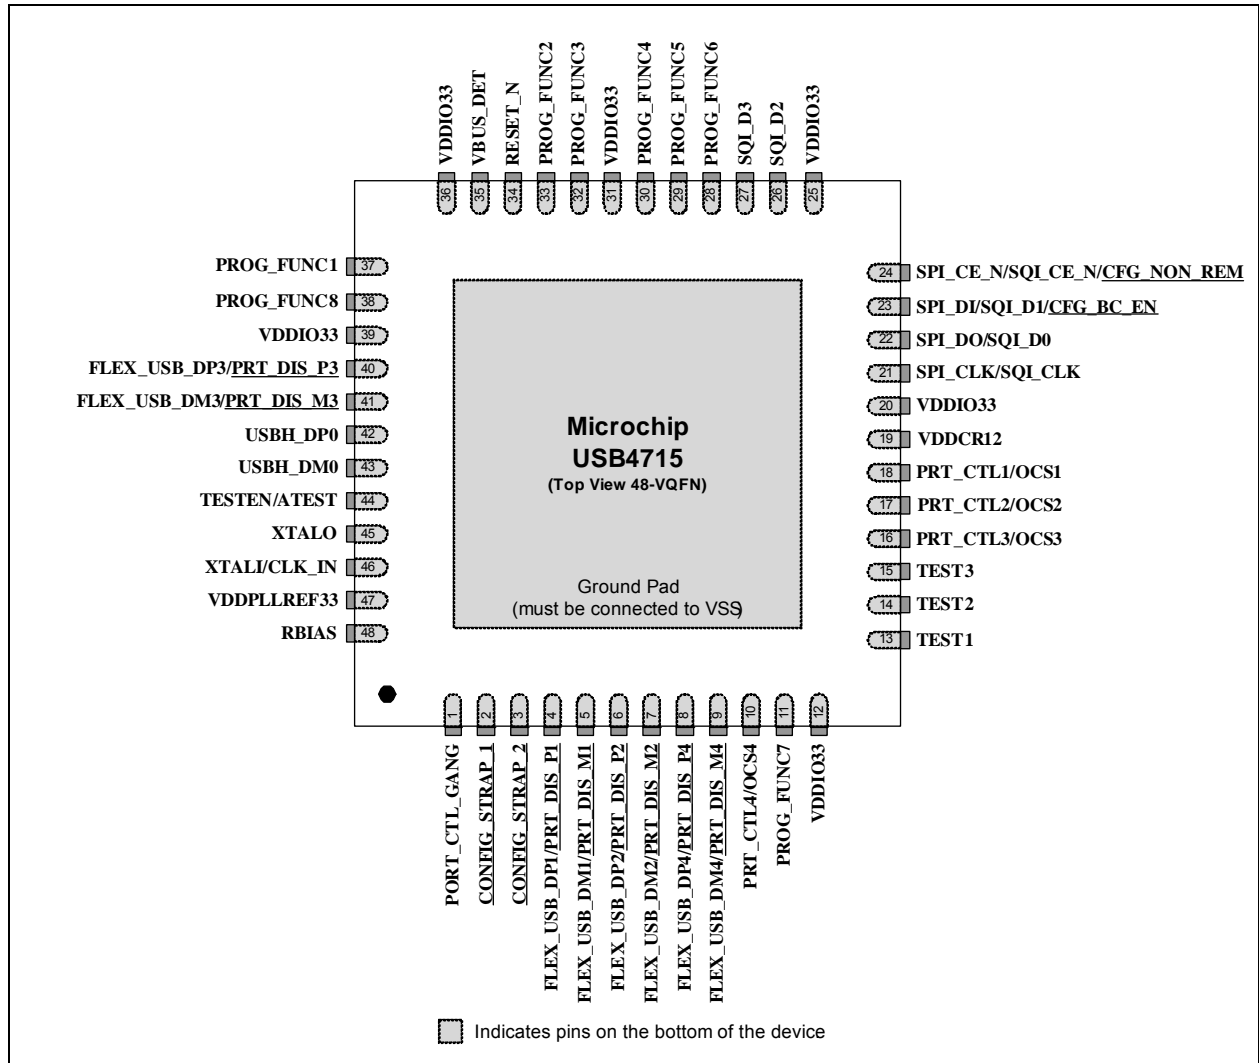 VDDIO33
VBUS_DET
RESET_N
PROG_FUNC2
PROG_FUNC3
VDDIO33
PROG_FUNC4
PROG_FUNC5
PROG_FUNC6
SQI_D3
SQI_D2
VDDIO33
36
35
34
33
32
31
30
29
28
27
26
25
PROG_FUNC1 37
PROG_FUNC8 38
VDDIO33 39
FLEX_USB_DP3/PRT_DIS_P3 40
FLEX_USB_DM3/PRT_DIS_M3 41
USBH_DP0 42
USBH_DM0 43
TESTEN/ATEST 44
XTALO 45
XTALI/CLK_IN 46
VDDPLLREF33 47
RBIAS 48
Microchip
USB4715
(Top View 48-VQFN)
Ground Pad
(must be connected to VSS)
24 SPI_CE_N/SQI_CE_N/CFG_NON_REM
23 SPI_DI/SQI_D1/CFG_BC_EN
22 SPI_DO/SQI_D0
21 SPI_CLK/SQI_CLK
20 VDDIO33
19 VDDCR12
18 PRT_CTL1/OCS1
17 PRT_CTL2/OCS2
16 PRT_CTL3/OCS3
15 TEST3
14 TEST2
13 TEST1
1
2
3
4
5
6
7
8
9
10
11
12
PORT_CTL_GANG
CONFIG_STRAP_1
CONFIG_STRAP_2
FLEX_USB_DP1/PRT_DIS_P1
FLEX_USB_DM1/PRT_DIS_M1
FLEX_USB_DP2/PRT_DIS_P2
FLEX_USB_DM2/PRT_DIS_M2
FLEX_USB_DP4/PRT_DIS_P4
FLEX_USB_DM4/PRT_DIS_M4
PRT_CTL4/OCS4
PROG_FUNC7
VDDIO33
Indicates pins on the bottom of the device